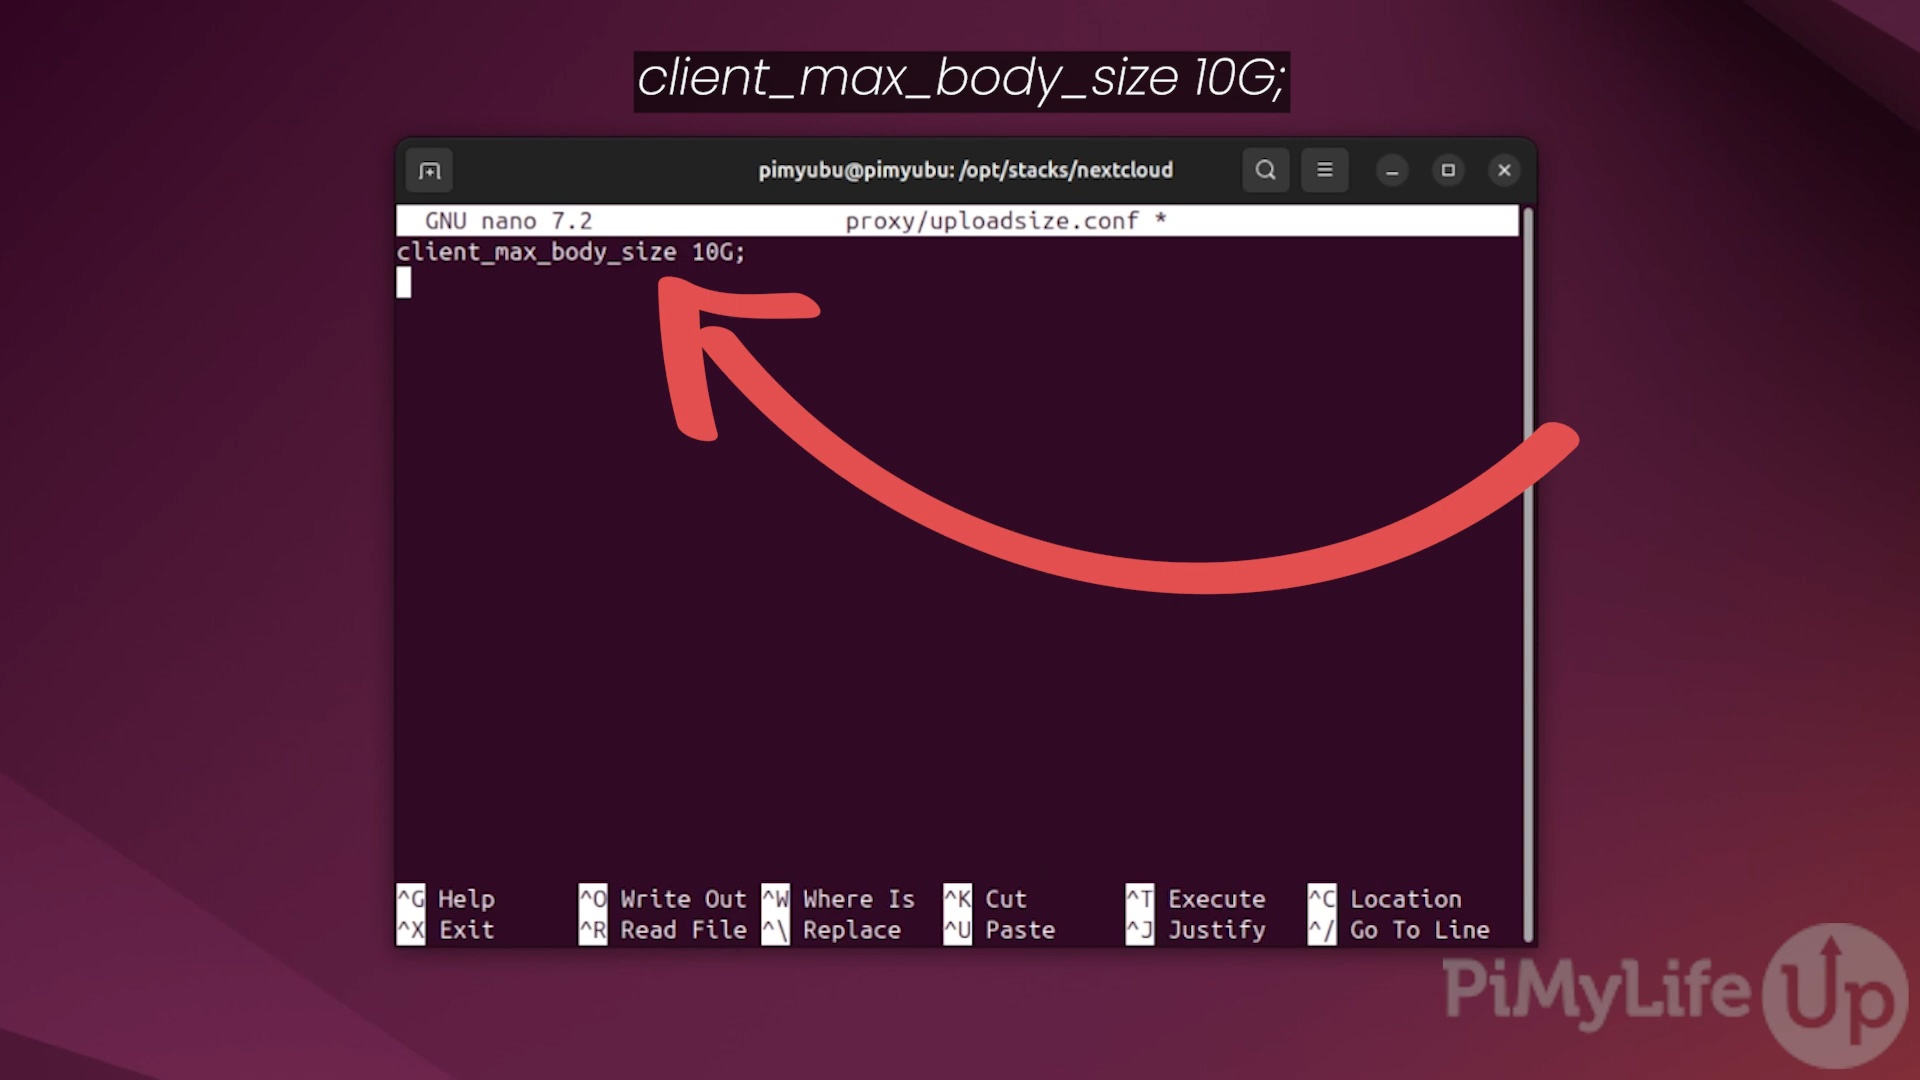 client_max_body_size 10G;
pimyubu@pimyubu: /opt/stacks/nextcloud
GNU nano 7.2 proxy/uploadsize.conf *
client_max_body_size 10G;
^G Help ^O Write Out ^W Where Is ^K Cut ^T Execute ^C Location
^X Exit ^R Read File ^\ Replace ^U Paste ^J Justify ^/ Go To Line
PiMyLifeUp